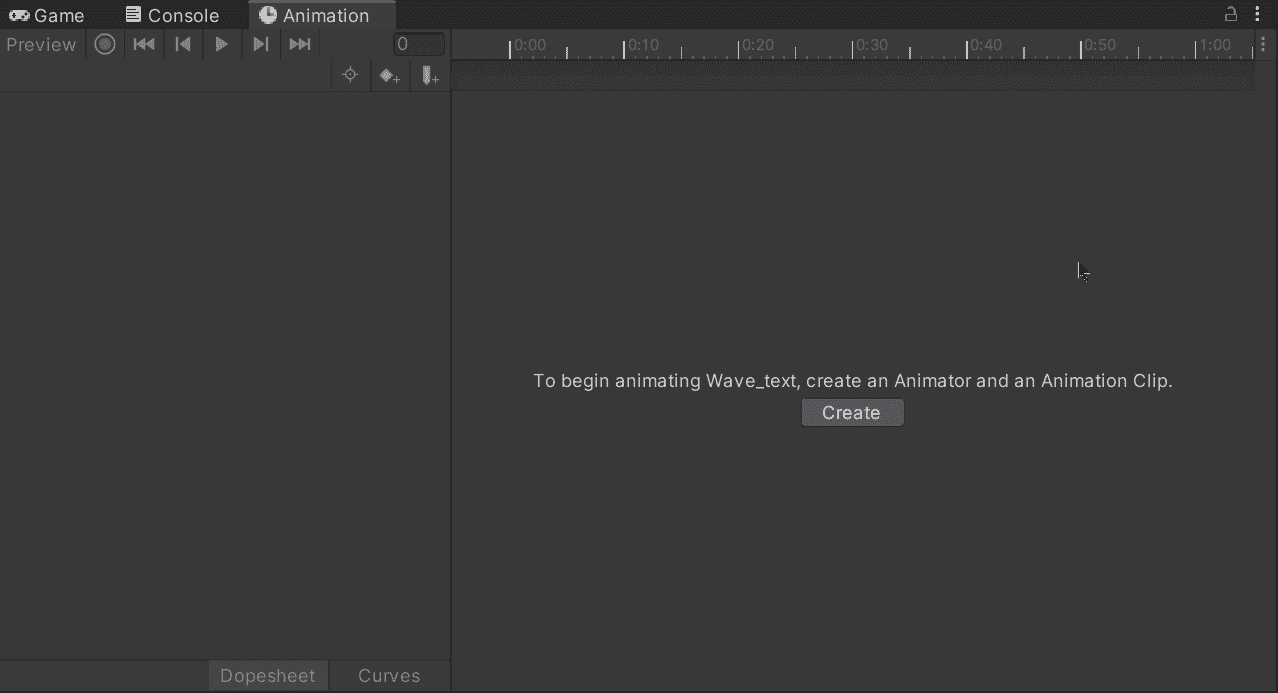 Game Console Animation
Preview 0 0:00 0:10 0:20 0:30 0:40 0:50 1:00
To begin animating Wave_text, create an Animator and an Animation Clip.
Create
Dopesheet Curves